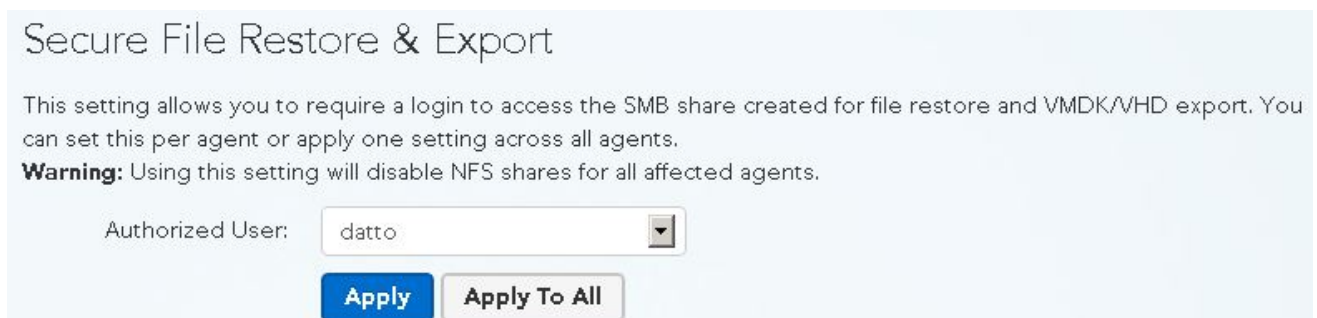 Secure File Restore & Export
This setting allows you to require a login to access the SMB share created for file restore and VMDK/VHD export. You
can set this per agent or apply one setting across all agents.
Warning: Using this setting will disable NFS shares for all affected agents.
Authorized User: datto
Apply Apply To All